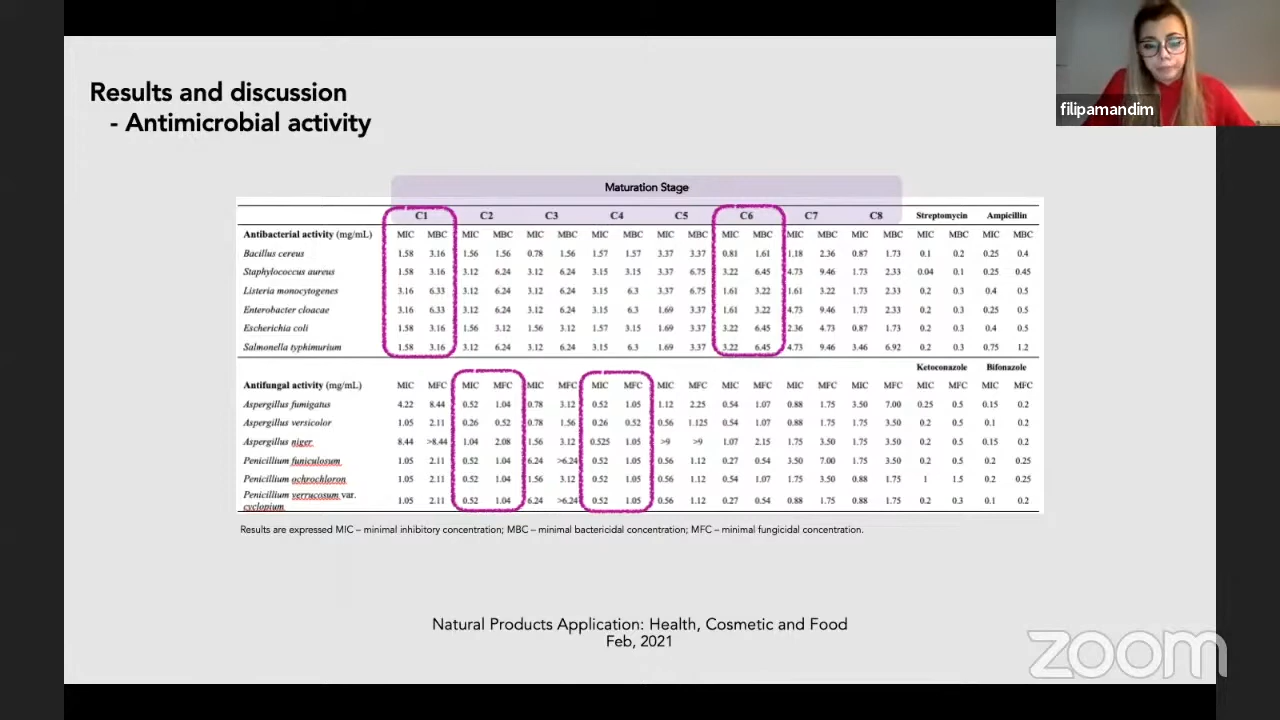 filipamandim
Results and discussion
- Antimicrobial activity
Maturation Stage
C1 C2 C3 C4 C5 C6 C7 C8 Streptomycin Ampicillin
Antibacterial activity (mg/mL) MIC MBC MIC MBC MIC MBC MIC MBC MIC MBC MIC MBC MIC MBC MIC MBC MIC MBC MIC MBC
Bacillus cereus 1.58 3.16 1.56 1.56 0.78 1.56 1.57 1.57 3.37 3.37 0.81 1.61 1.18 2.36 0.87 1.73 0.1 0.2 0.25 0.4
Staphylococcus aureus 1.58 3.16 3.12 6.24 3.12 6.24 3.15 3.15 3.37 6.75 3.22 6.45 4.73 9.46 1.73 2.33 0.04 0.1 0.25 0.45
Listeria monocytogenes 3.16 6.33 3.12 6.24 3.12 6.24 3.15 6.3 3.37 6.75 1.61 3.22 1.61 3.22 1.73 2.33 0.2 0.3 0.4 0.5
Enterobacter cloacae 3.16 6.33 3.12 6.24 3.12 6.24 3.15 6.3 1.69 3.37 1.61 3.22 4.73 9.46 1.73 2.33 0.2 0.3 0.25 0.5
Escherichia coli 1.58 3.16 1.56 3.12 1.56 3.12 1.57 3.15 1.69 3.37 3.22 6.45 2.36 4.73 0.87 1.73 0.2 0.3 0.4 0.5
Salmonella typhimurium 1.58 3.16 3.12 6.24 3.12 6.24 3.15 6.3 1.69 3.37 3.22 6.45 4.73 9.46 3.46 6.92 0.2 0.3 0.75 1.2
Ketoconazole Bifonazole
Antifungal activity (mg/mL) MIC MFC MIC MFC MIC MFC MIC MFC MIC MFC MIC MFC MIC MFC MIC MFC MIC MFC MIC MFC
Aspergillus fumigatus 4.22 8.44 0.52 1.04 0.78 3.12 0.52 1.05 1.12 2.25 0.54 1.07 0.88 1.75 3.50 7.00 0.25 0.5 0.15 0.2
Aspergillus versicolor 1.05 2.11 0.26 0.52 0.78 1.56 0.26 0.52 0.56 1.125 0.54 1.07 0.88 1.75 1.75 3.50 0.2 0.5 0.1 0.2
Aspergillus niger 8.44 >8.44 1.04 2.08 1.56 3.12 0.525 1.05 >9 >9 1.07 2.15 1.75 3.50 1.75 3.50 0.2 0.5 0.15 0.2
Penicillium funiculosum 1.05 2.11 0.52 1.04 6.24 >6.24 0.52 1.05 0.56 1.12 0.27 0.54 3.50 7.00 1.75 3.50 0.2 0.5 0.2 0.25
Penicillium ochrochloron 1.05 2.11 0.52 1.04 1.56 3.12 0.52 1.05 0.56 1.12 0.54 1.07 1.75 3.50 0.88 1.75 1 1.5 0.2 0.25
Penicillium verrucosum var.
cyclopium 1.05 2.11 0.52 1.04 6.24 >6.24 0.52 1.05 0.56 1.12 0.27 0.54 0.88 1.75 0.88 1.75 0.2 0.3 0.1 0.2
Results are expressed MIC – minimal inhibitory concentration; MBC – minimal bactericidal concentration; MFC – minimal fungicidal concentration.
Natural Products Application: Health, Cosmetic and Food
Feb, 2021
zoom